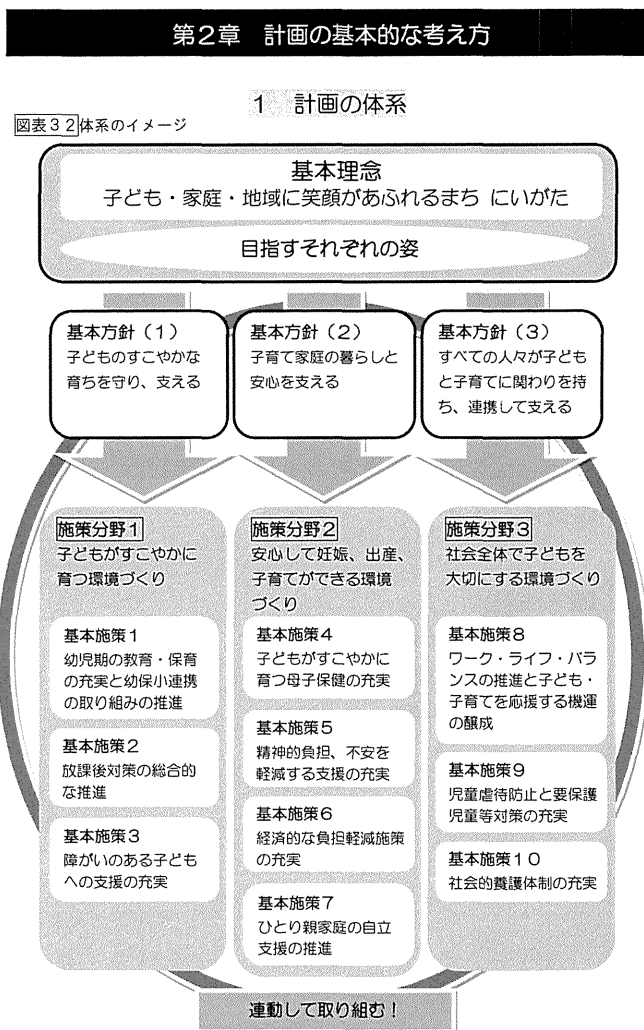 第2章 計画の基本的な考え方
1 計画の体系
図表32体系のイメージ
基本理念
子ども・家庭・地域に笑顔があふれるまち にいがた
目指すそれぞれの姿
基本方針（1）
子どものすこやかな
育ちを守り、支える
基本方針（2）
子育て家庭の暮らしと
安心を支える
基本方針（3）
すべての人々が子ども
と子育てに関わりを持
ち、連携して支える
施策分野1
子どもがすこやかに
育つ環境づくり
基本施策1
幼児期の教育・保育
の充実と幼保小連携
の取り組みの推進
基本施策2
放課後対策の総合的
な推進
基本施策3
障がいのある子ども
への支援の充実
施策分野2
安心して妊娠、出産、
子育てができる環境
づくり
基本施策4
子どもがすこやかに
育つ母子保健の充実
基本施策5
精神的負担、不安を
軽減する支援の充実
基本施策6
経済的な負担軽減施策
の充実
基本施策7
ひとり親家庭の自立
支援の推進
施策分野3
社会全体で子どもを
大切にする環境づくり
基本施策8
ワーク・ライフ・バラ
ンスの推進と子ども・
子育てを応援する機運
の醸成
基本施策9
児童虐待防止と要保護
児童等対策の充実
基本施策10
社会的養護体制の充実
連動して取り組む！